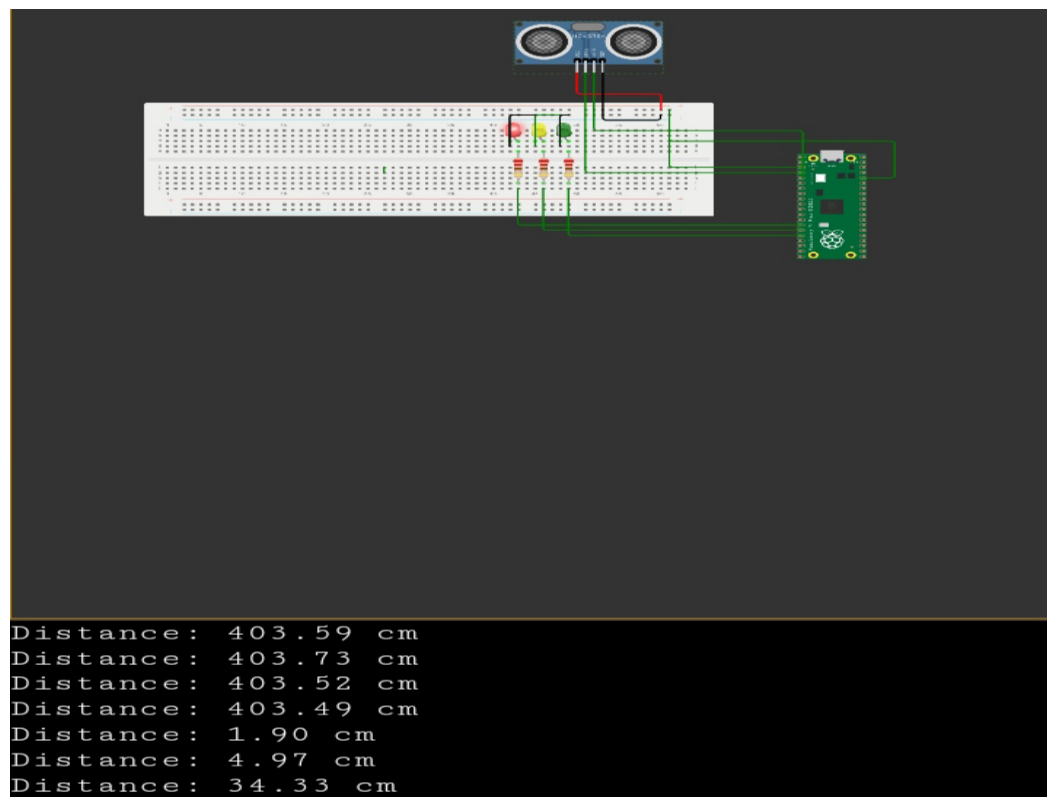 Distance: 403.59 cm
Distance: 403.73 cm
Distance: 403.52 cm
Distance: 403.49 cm
Distance: 1.90 cm
Distance: 4.97 cm
Distance: 34.33 cm